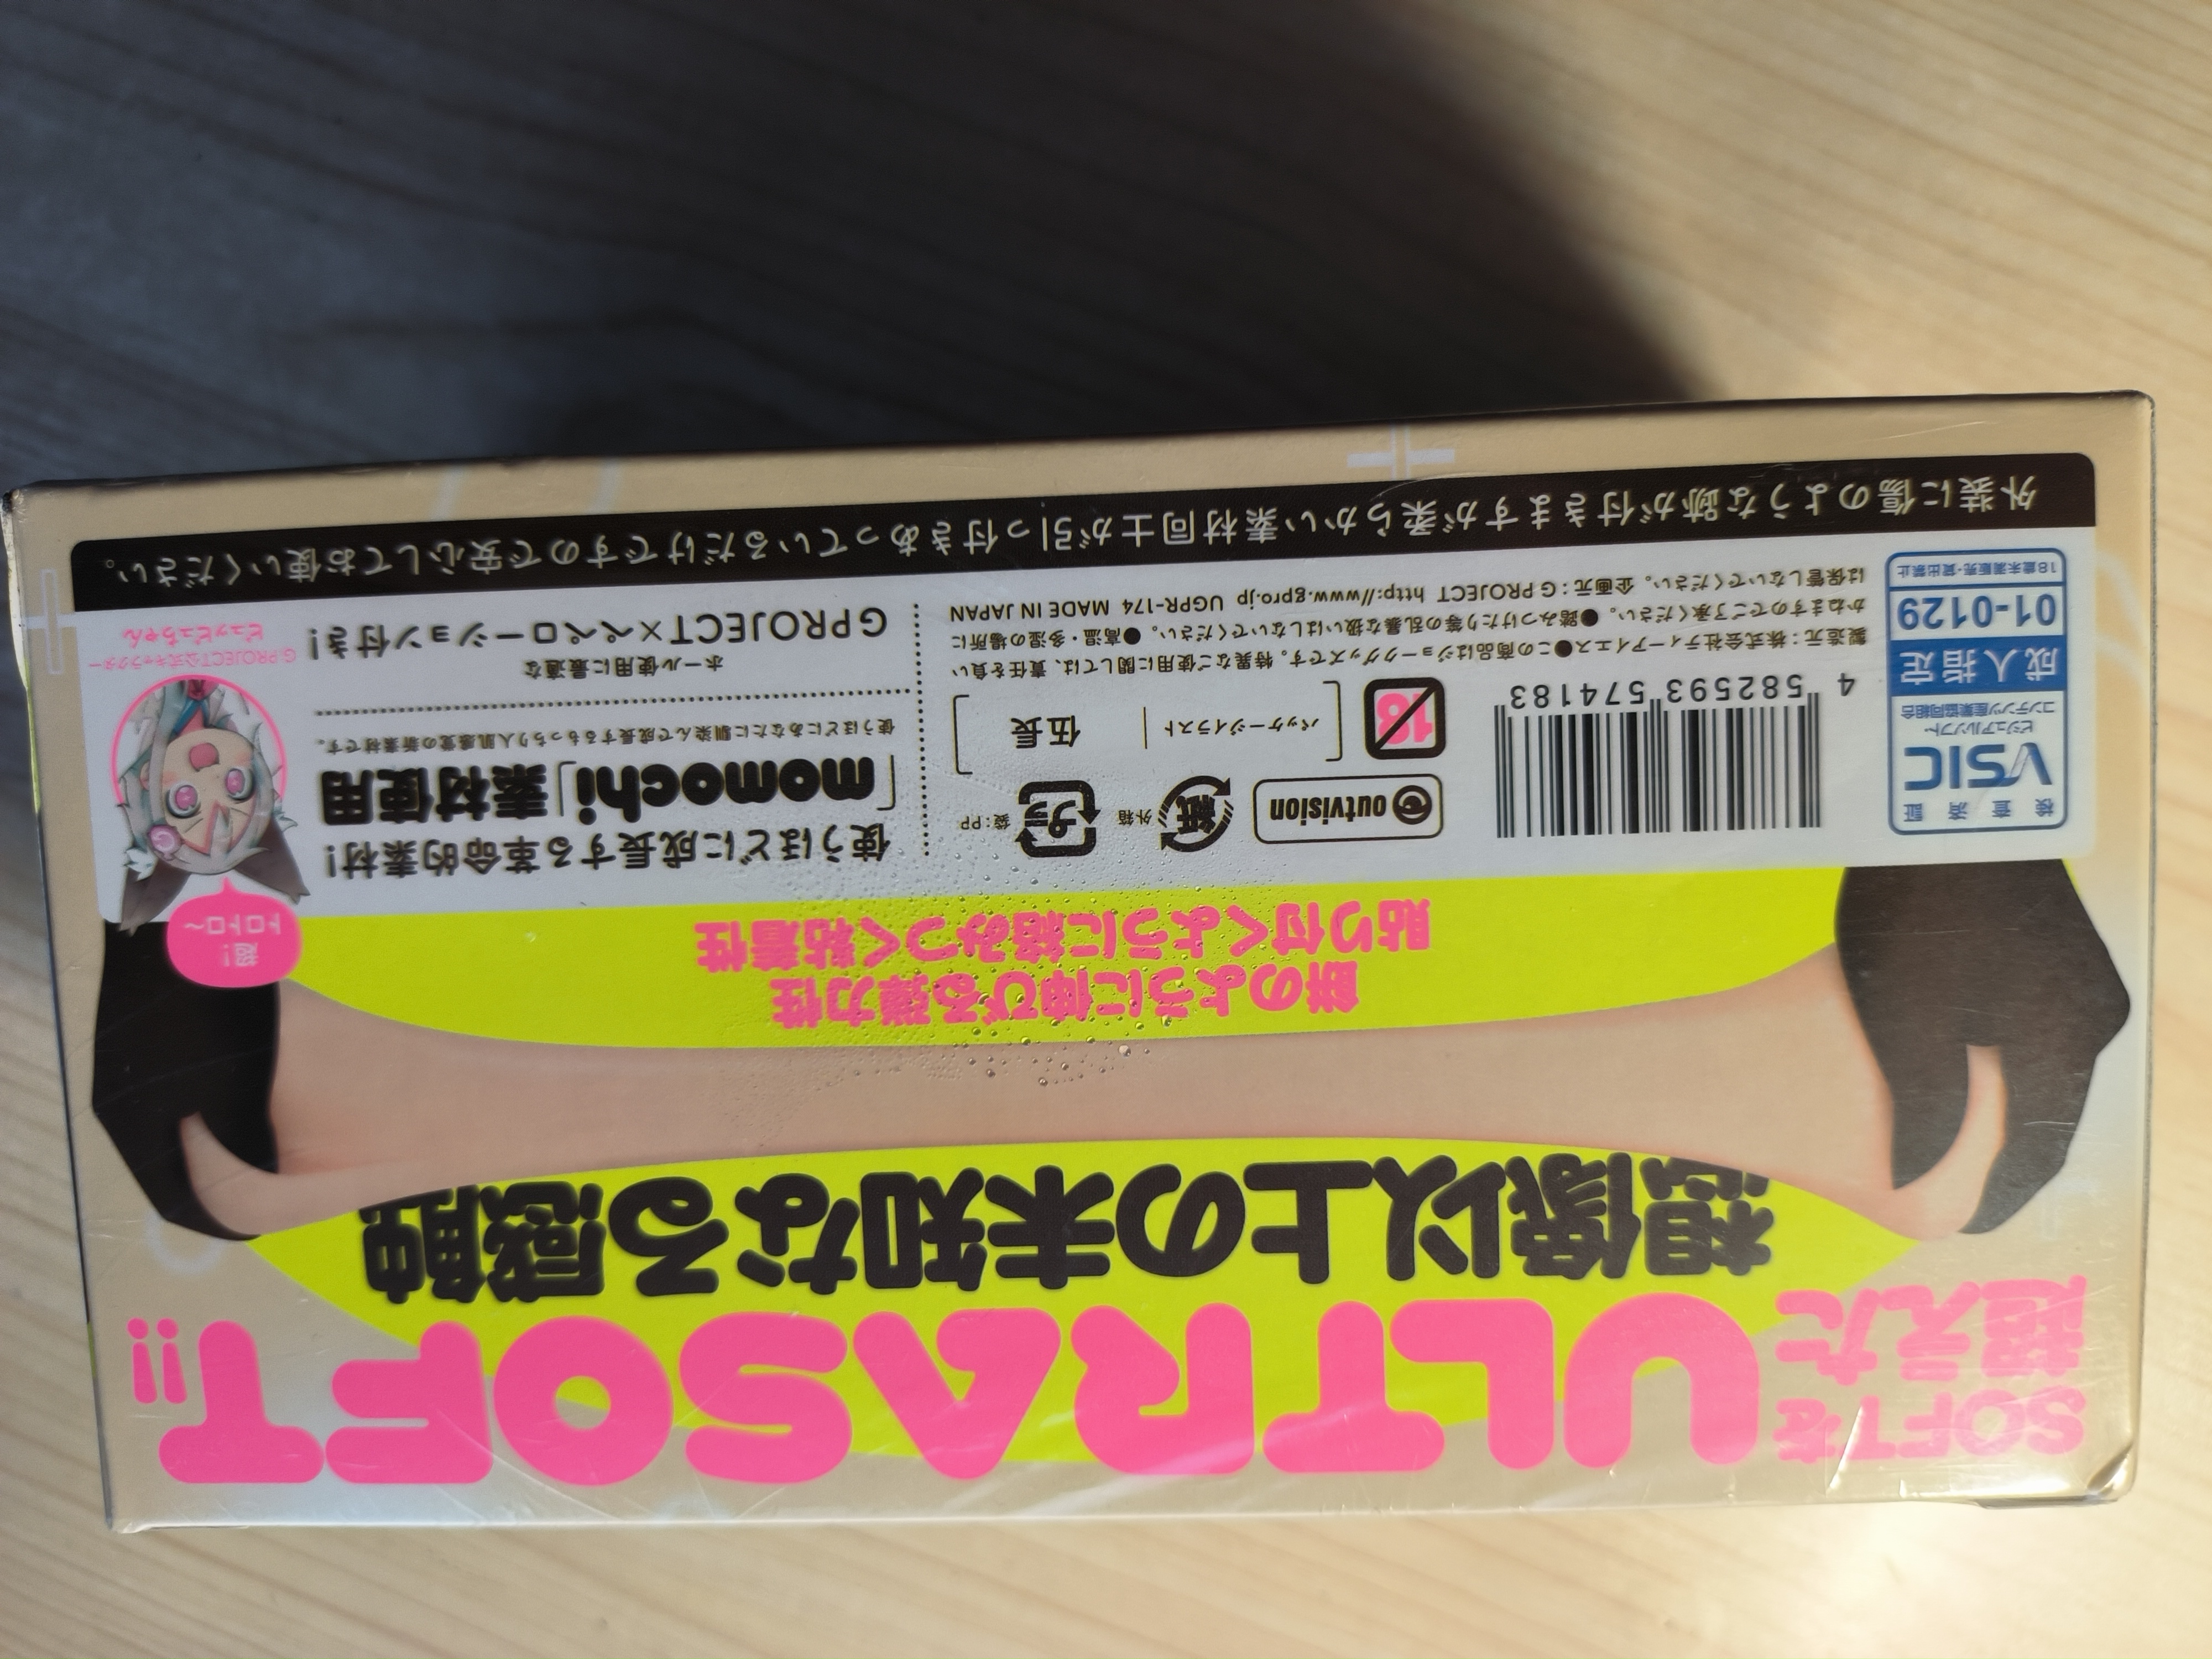 SOFTを
超えた
ULTRASOFT!!
想像以上の未知なる感触
餅のように伸びる弾力性
貼り付くように絡みつく粘着性
超!
トロトロ~
検査済証
VSIC
ビジュアルソフト・
コンテンツ産業協同組合
成人指定
01-0129
18歳未満販売・貸出禁止
4 582593 574183
outvision
紙
外箱
プラ
袋:PP
18
パッケージイラスト
伍長
製造元:株式会社ティーアイエス●この商品はジョークグッズです。特異なご使用に関しては、責任を負い
かねますのでご了承ください。●踏みつけたり等の乱暴な扱いはしないでください。●高温・多湿の場所に
は保管しないでください。企画元:G PROJECT http://www.gpro.jp UGPR-174 MADE IN JAPAN
使うほどに成長する革命的素材!
「momochi」素材使用
使うほどにあなたに馴染んで成長するもっちり人肌感覚の新素材です。
ホール使用に最適な
G PROJECT×ペペローション付き!
G PROJECT公式キャラクター
ピュッピュちゃん
外装に傷のような跡が付きますが柔らかい素材同士が引っ付きあっているだけですので安心してお使いください。